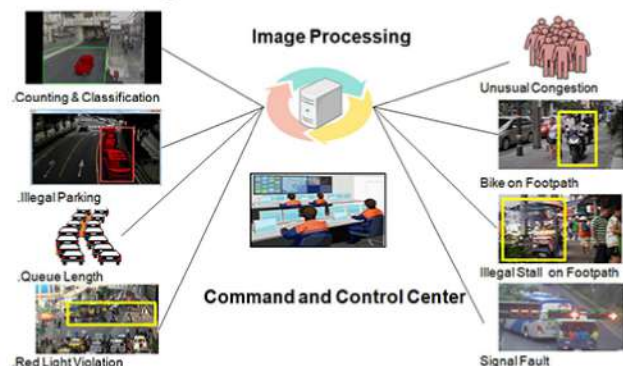 Image Processing
.Counting & Classification
.Illegal Parking
.Queue Length
.Red Light Violation
Command and Control Center
Unusual Congestion
Bike on Footpath
Illegal Stall on Footpath
Signal Fault